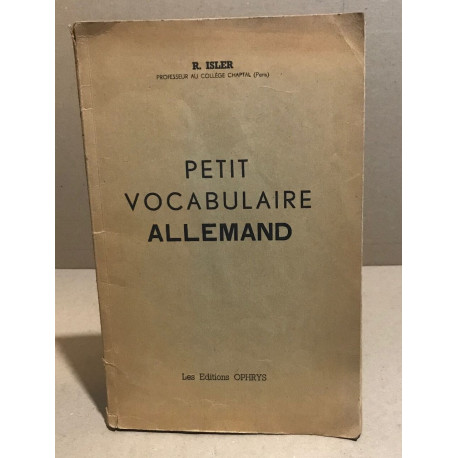 R. ISLER
PROFESSEUR AU COLLÈGE CHAPTAL (Paris)
PETIT
VOCABULAIRE
ALLEMAND
Les Editions OPHRYS